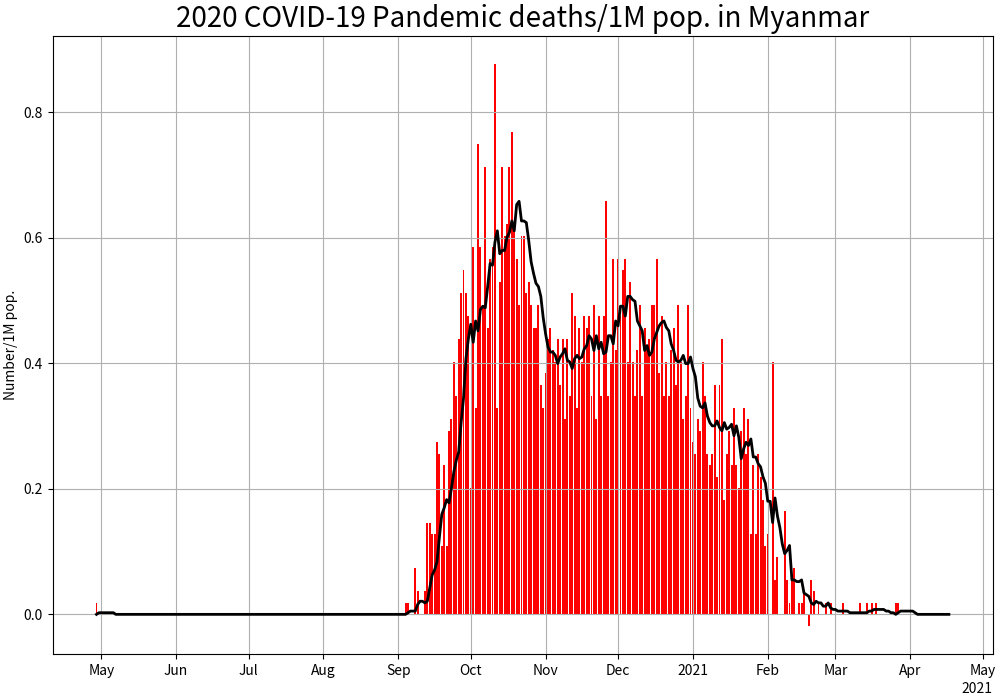 2020 COVID-19 Pandemic deaths/1M pop. in Myanmar
Number/1M pop.
0.8
0.6
0.4
0.2
0.0
May Jun Jul Aug Sep Oct Nov Dec 2021 Feb Mar Apr May
2021